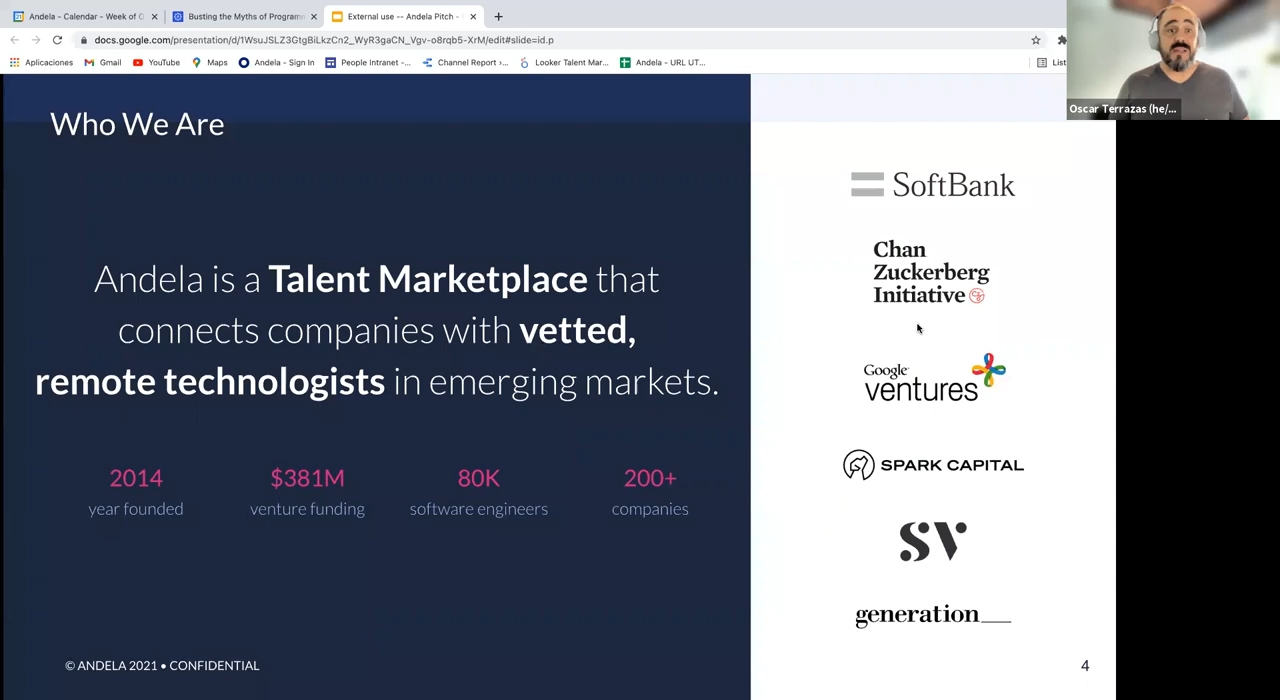 Andela - Calendar - Week of O
Busting the Myths of Programm
External use -- Andela Pitch -
docs.google.com/presentation/d/1WsuJSLZ3GtgBiLkzCn2_WyR3gaCN_Vgv-o8rqb5-XrM/edit#slide=id.p
Aplicaciones
Gmail
YouTube
Maps
Andela - Sign In
People Intranet -...
Channel Report ›...
Looker Talent Mar...
Andela - URL UT...
List
Oscar Terrazas (he/...
Who We Are
Andela is a Talent Marketplace that
connects companies with vetted,
remote technologists in emerging markets.
2014
year founded
$381M
venture funding
80K
software engineers
200+
companies
SoftBank
Chan
Zuckerberg
Initiative
Google
ventures
SPARK CAPITAL
SV
generation__
© ANDELA 2021 • CONFIDENTIAL
4